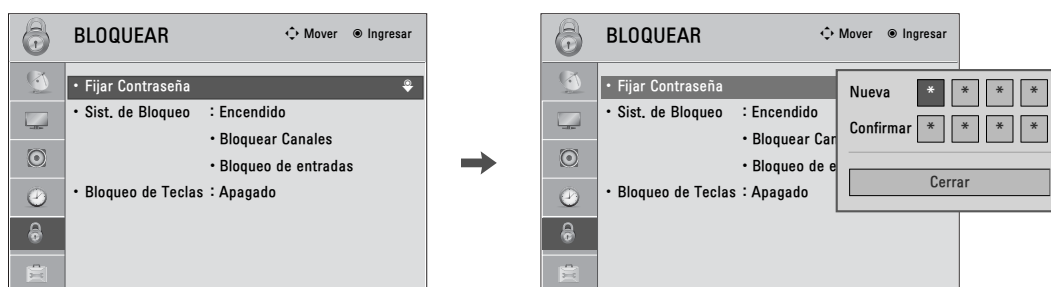 BLOQUEAR Mover Ingresar
• Fijar Contraseña
• Sist. de Bloqueo : Encendido
• Bloquear Canales
• Bloqueo de entradas
• Bloqueo de Teclas : Apagado
BLOQUEAR Mover Ingresar
• Fijar Contraseña
• Sist. de Bloqueo : Encendido
• Bloquear Can
• Bloqueo de e
• Bloqueo de Teclas : Apagado
Nueva * * * *
Confirmar * * * *
Cerrar